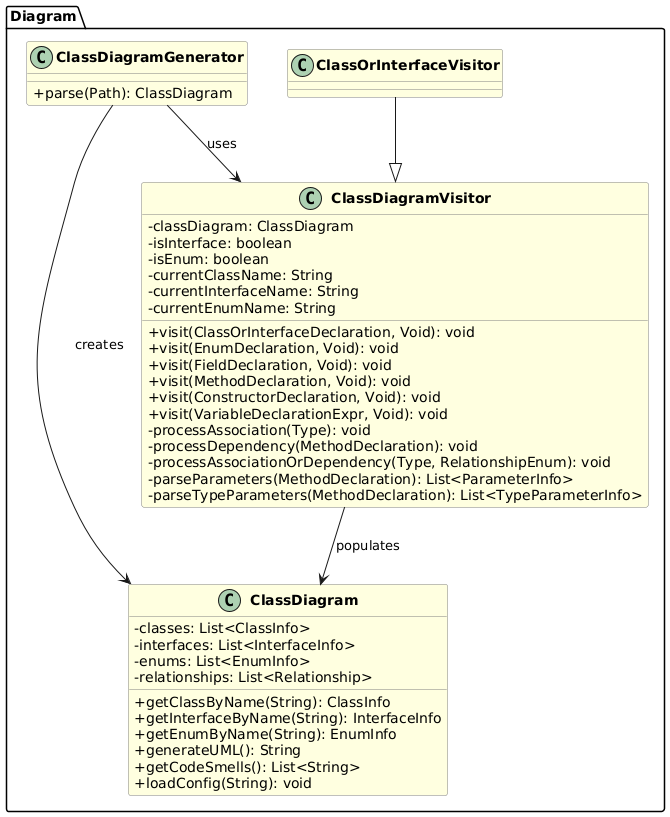 Diagram
C ClassDiagramGenerator
+parse(Path): ClassDiagram
C ClassOrInterfaceVisitor
uses
C ClassDiagramVisitor
-classDiagram: ClassDiagram
-isInterface: boolean
-isEnum: boolean
-currentClassName: String
-currentInterfaceName: String
-currentEnumName: String
+visit(ClassOrInterfaceDeclaration, Void): void
+visit(EnumDeclaration, Void): void
+visit(FieldDeclaration, Void): void
+visit(MethodDeclaration, Void): void
+visit(ConstructorDeclaration, Void): void
+visit(VariableDeclarationExpr, Void): void
-processAssociation(Type): void
-processDependency(MethodDeclaration): void
-processAssociationOrDependency(Type, RelationshipEnum): void
-parseParameters(MethodDeclaration): List<ParameterInfo>
-parseTypeParameters(MethodDeclaration): List<TypeParameterInfo>
creates
populates
C ClassDiagram
-classes: List<ClassInfo>
-interfaces: List<InterfaceInfo>
-enums: List<EnumInfo>
-relationships: List<Relationship>
+getClassByName(String): ClassInfo
+getInterfaceByName(String): InterfaceInfo
+getEnumByName(String): EnumInfo
+generateUML(): String
+getCodeSmells(): List<String>
+loadConfig(String): void